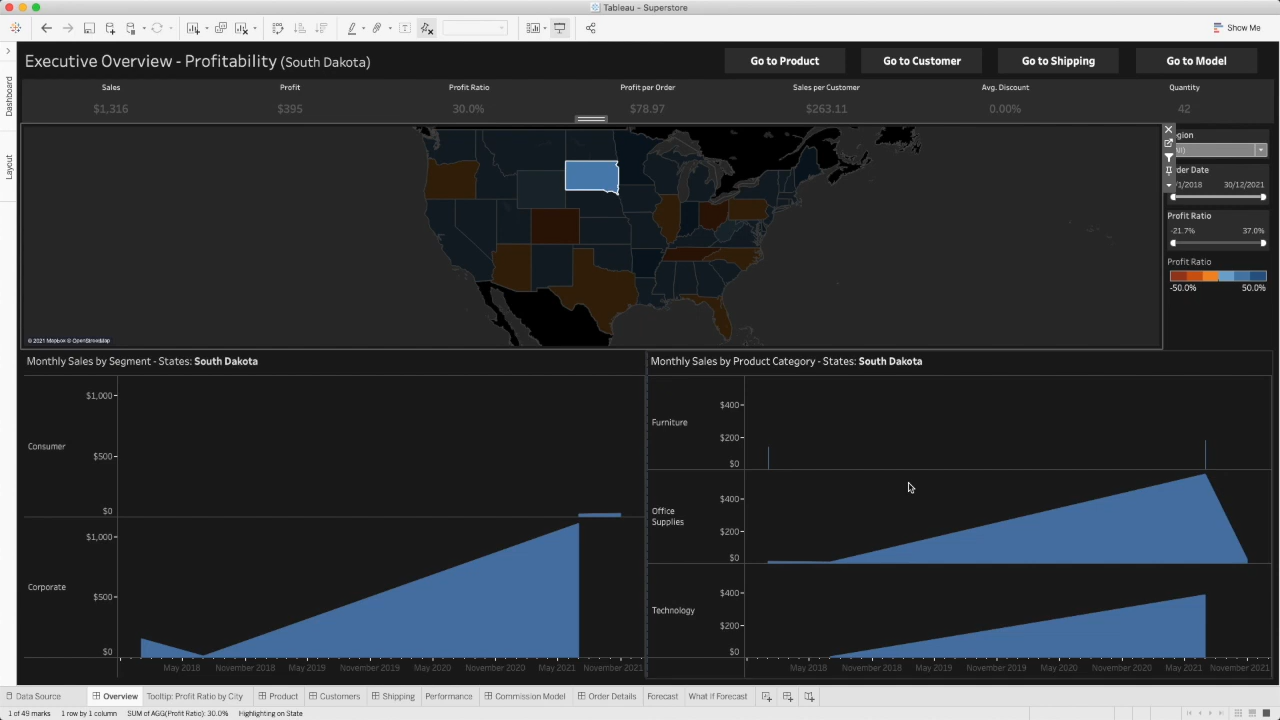 Tableau - Superstore
Show Me
Dashboard
Layout
Executive Overview - Profitability (South Dakota)
Go to Product
Go to Customer
Go to Shipping
Go to Model
Sales
Profit
Profit Ratio
Profit per Order
Sales per Customer
Avg. Discount
Quantity
$1,316
$395
30.0%
$78.97
$263.11
0.00%
42
egion
rder Date
/1/2018
30/12/2021
Profit Ratio
-21.7%
37.0%
Profit Ratio
-50.0%
50.0%
© 2021 Mapbox © OpenStreetMap
Monthly Sales by Segment - States: South Dakota
Consumer
$1,000
$500
$0
Corporate
$1,000
$500
$0
May 2018
November 2018
May 2019
November 2019
May 2020
November 2020
May 2021
November 2021
Monthly Sales by Product Category - States: South Dakota
Furniture
$400
$200
$0
Office
Supplies
$400
$200
$0
Technology
$400
$200
$0
May 2018
November 2018
May 2019
November 2019
May 2020
November 2020
May 2021
November 2021
Data Source
Overview
Tooltip: Profit Ratio by City
Product
Customers
Shipping
Performance
Commission Model
Order Details
Forecast
What If Forecast
1 of 49 marks
1 row by 1 column
SUM of AGG(Profit Ratio): 30.0%
Highlighting on State